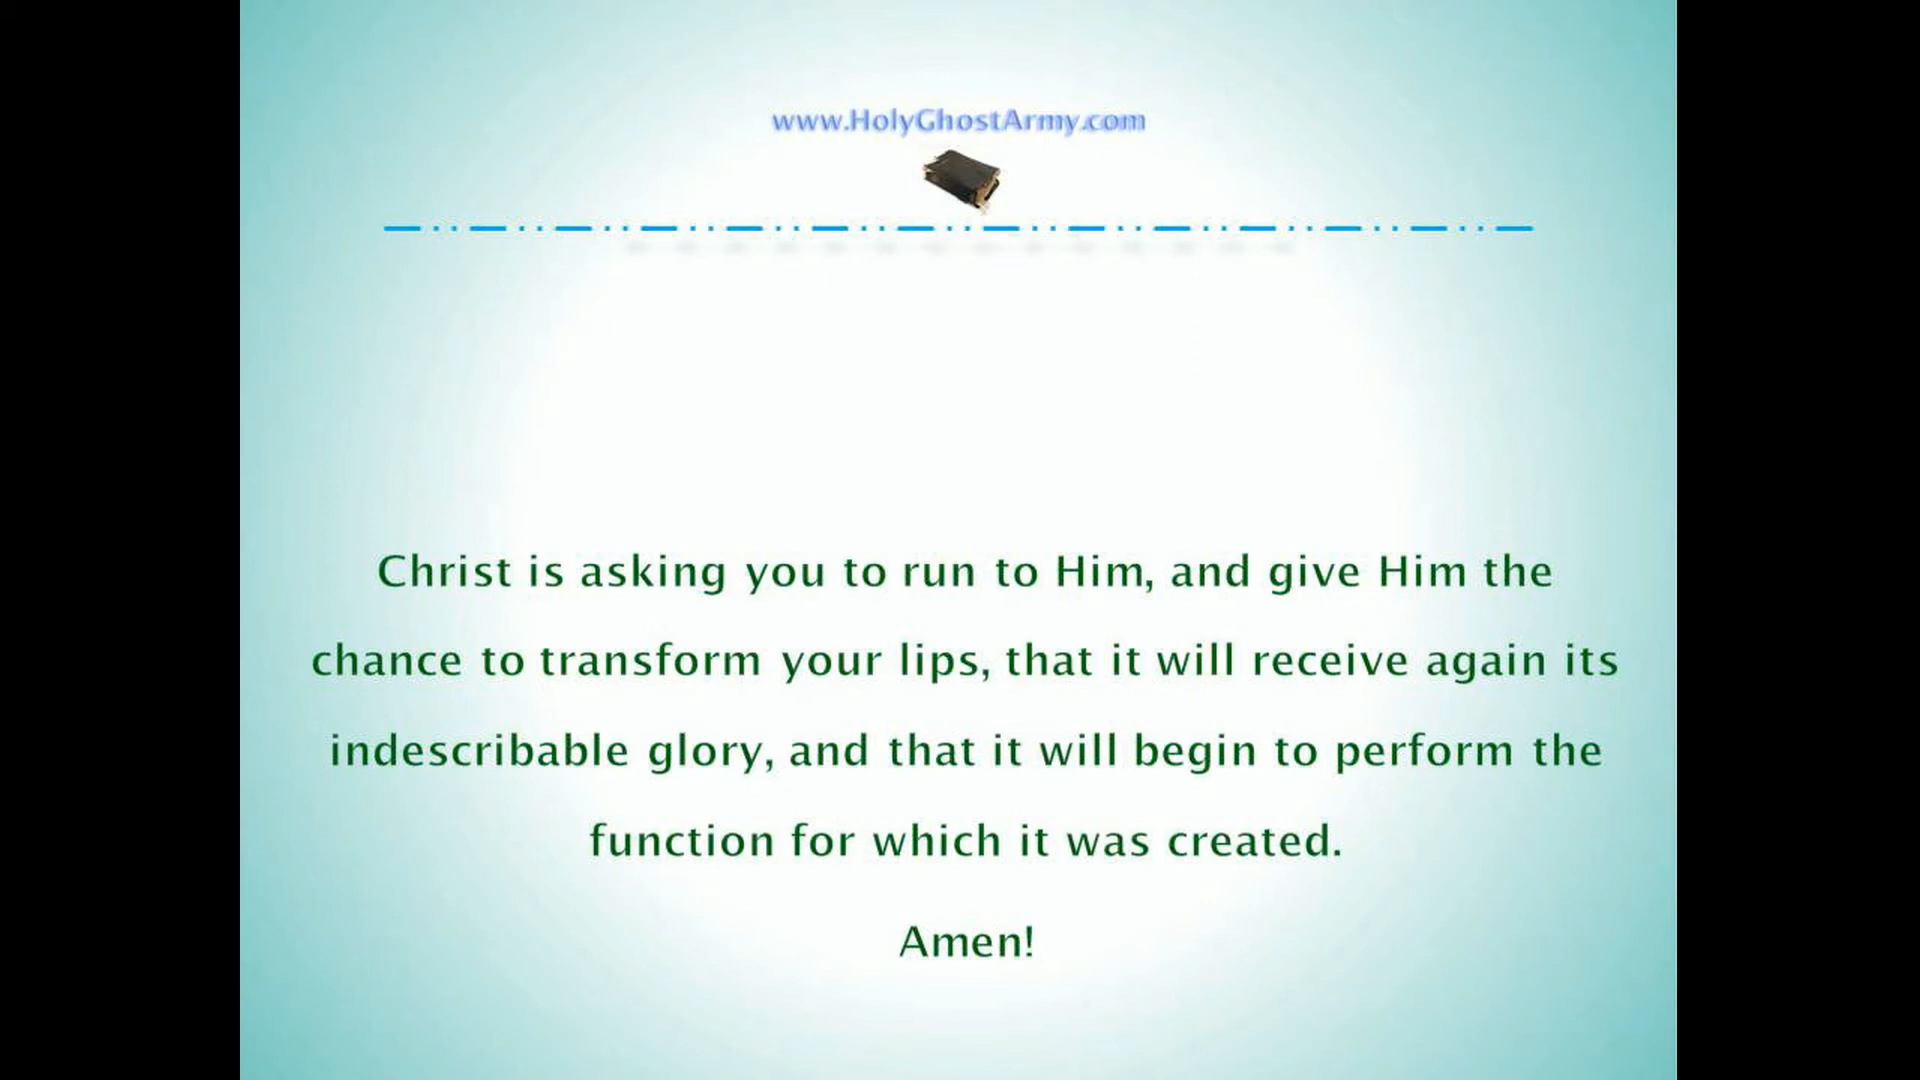 www.HolyGhostArmy.com
Christ is asking you to run to Him, and give Him the
chance to transform your lips, that it will receive again its
indescribable glory, and that it will begin to perform the
function for which it was created.
Amen!